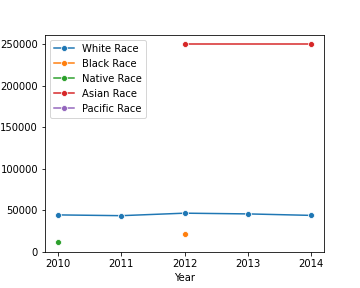 250000
200000
150000
100000
50000
0
White Race
Black Race
Native Race
Asian Race
Pacific Race
2010 2011 2012 2013 2014
Year